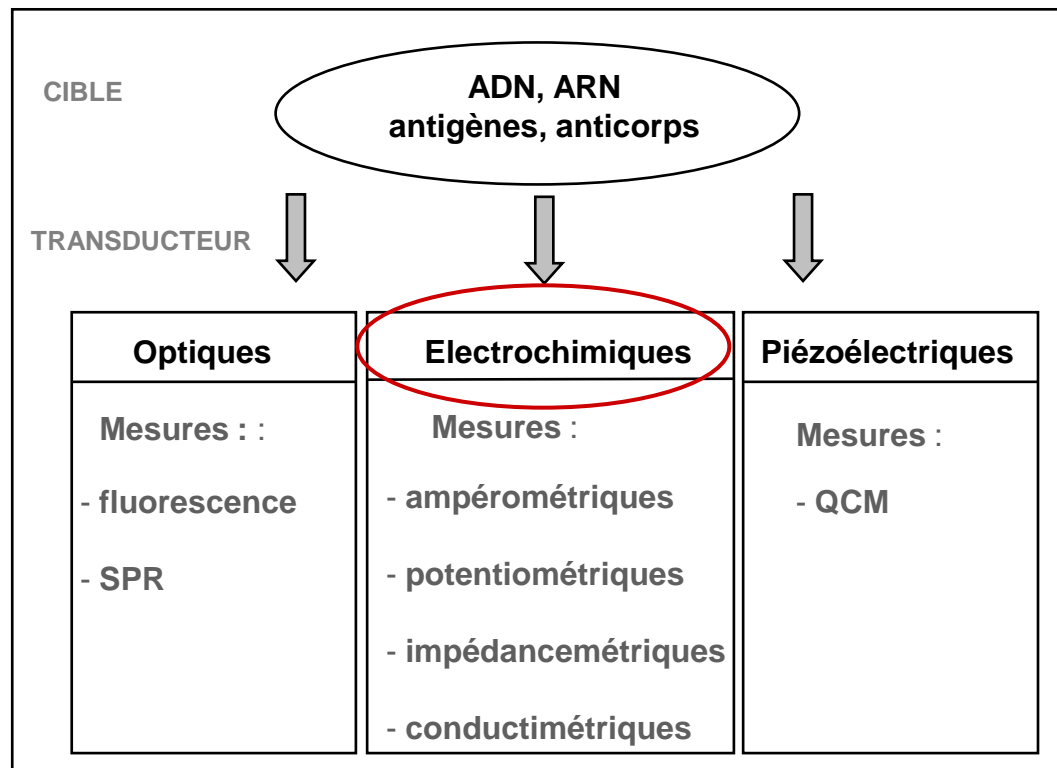 CIBLE
ADN, ARN
antigènes, anticorps
TRANSDUCTEUR
Optiques
Mesures : :
- fluorescence
- SPR
Electrochimiques
Mesures :
- ampérométriques
- potentiométriques
- impédancemétriques
- conductimétriques
Piézoélectriques
Mesures :
- QCM